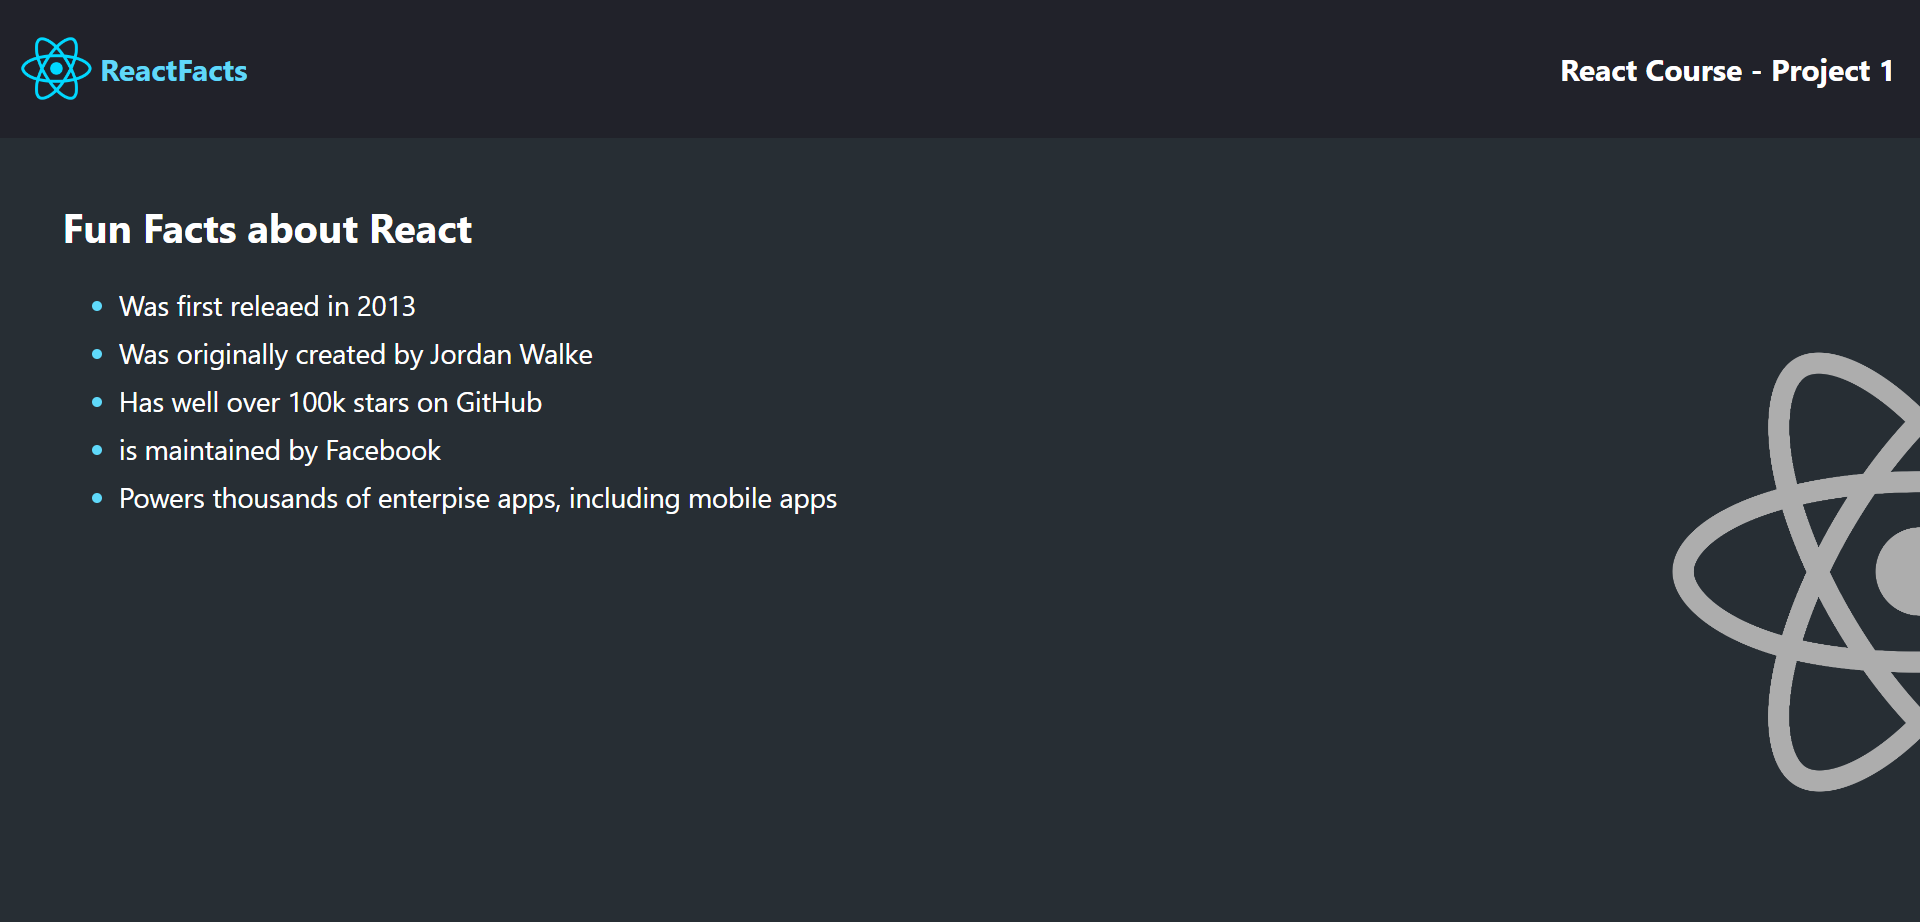 ReactFacts
React Course - Project 1
Fun Facts about React
Was first releaed in 2013
Was originally created by Jordan Walke
Has well over 100k stars on GitHub
is maintained by Facebook
Powers thousands of enterpise apps, including mobile apps